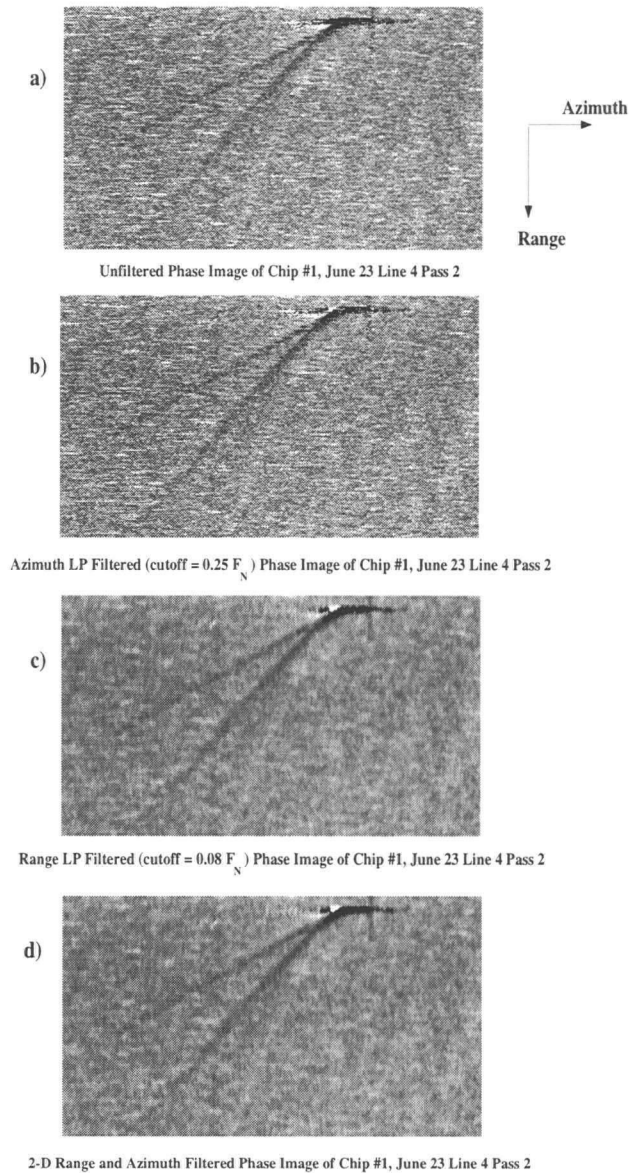 a)
Azimuth
Range
Unfiltered Phase Image of Chip #1, June 23 Line 4 Pass 2
b)
Azimuth LP Filtered (cutoff = 0.25 F_N) Phase Image of Chip #1, June 23 Line 4 Pass 2
c)
Range LP Filtered (cutoff = 0.08 F_N) Phase Image of Chip #1, June 23 Line 4 Pass 2
d)
2-D Range and Azimuth Filtered Phase Image of Chip #1, June 23 Line 4 Pass 2